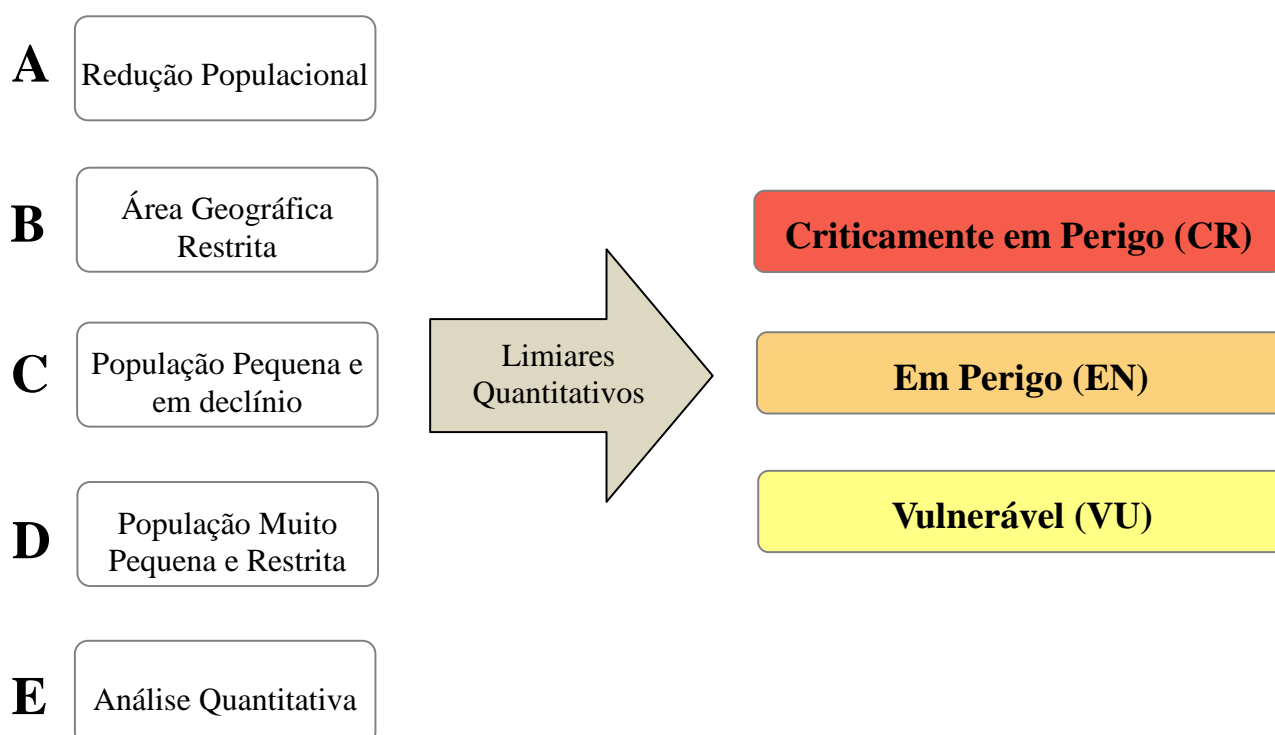 A
Redução Populacional
B
Área Geográfica
Restrita
C
População Pequena e
em declínio
D
População Muito
Pequena e Restrita
E
Análise Quantitativa
Limiares
Quantitativos
Criticamente em Perigo (CR)
Em Perigo (EN)
Vulnerável (VU)